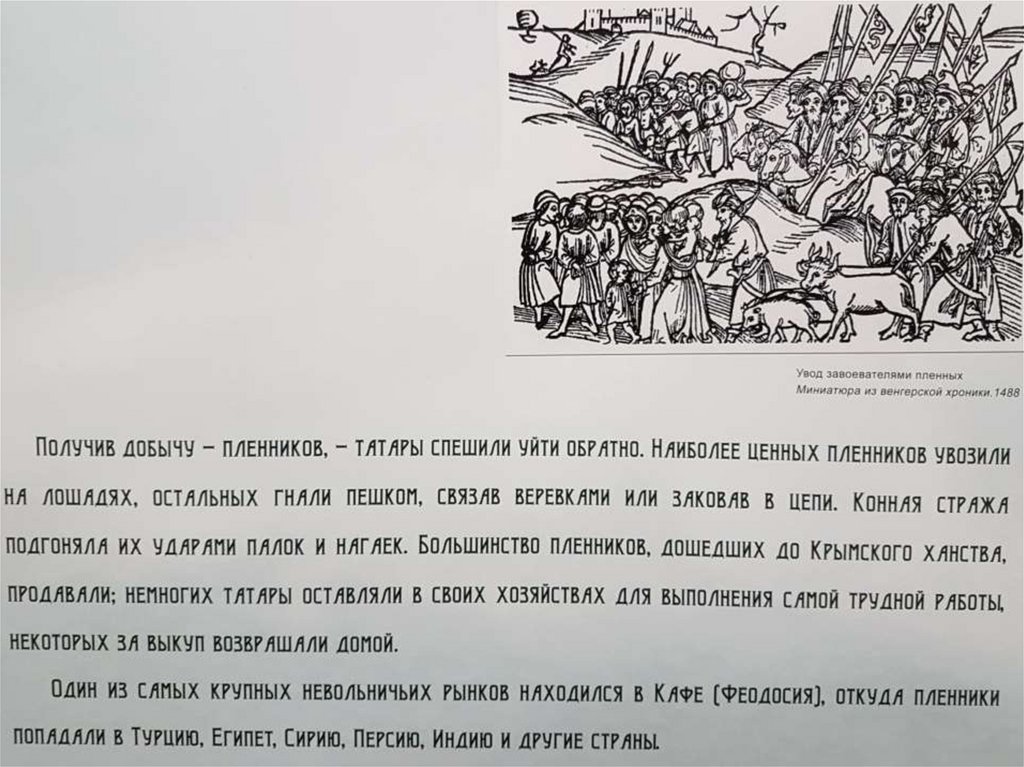 Увод завоевателями пленных
Миниатюра из венгерской хроники.1488
Получив добычу – пленников, – татары спешили уйти обратно. Наиболее ценных пленников увозили
на лошадях, остальных гнали пешком, связав веревками или заковав в цепи. Конная стража
подгоняла их ударами палок и нагаек. Большинство пленников, дошедших до Крымского ханства,
продавали; немногих татары оставляли в своих хозяйствах для выполнения самой трудной работы,
некоторых за выкуп возвращали домой.
Один из самых крупных невольничьих рынков находился в Кафе (Феодосия), откуда пленники
попадали в Турцию, Египет, Сирию, Персию, Индию и другие страны.